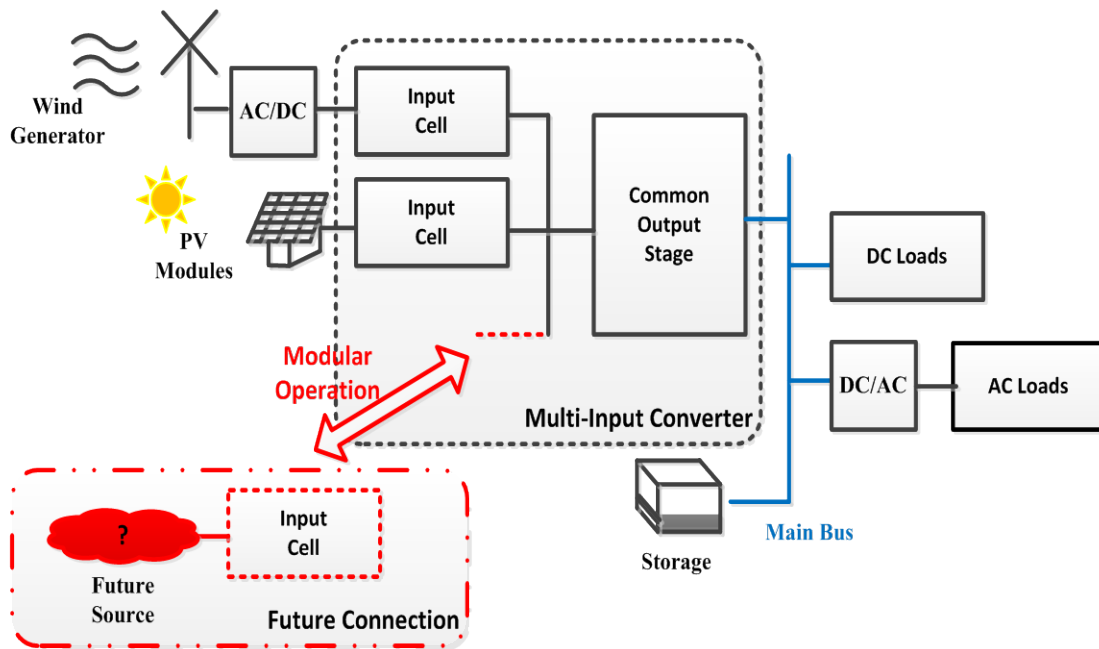 Wind
Generator
AC/DC
Input
Cell
PV
Modules
Input
Cell
Common
Output
Stage
DC Loads
Modular
Operation
Multi-Input Converter
DC/AC
AC Loads
Storage
Main Bus
?
Future
Source
Input
Cell
Future Connection